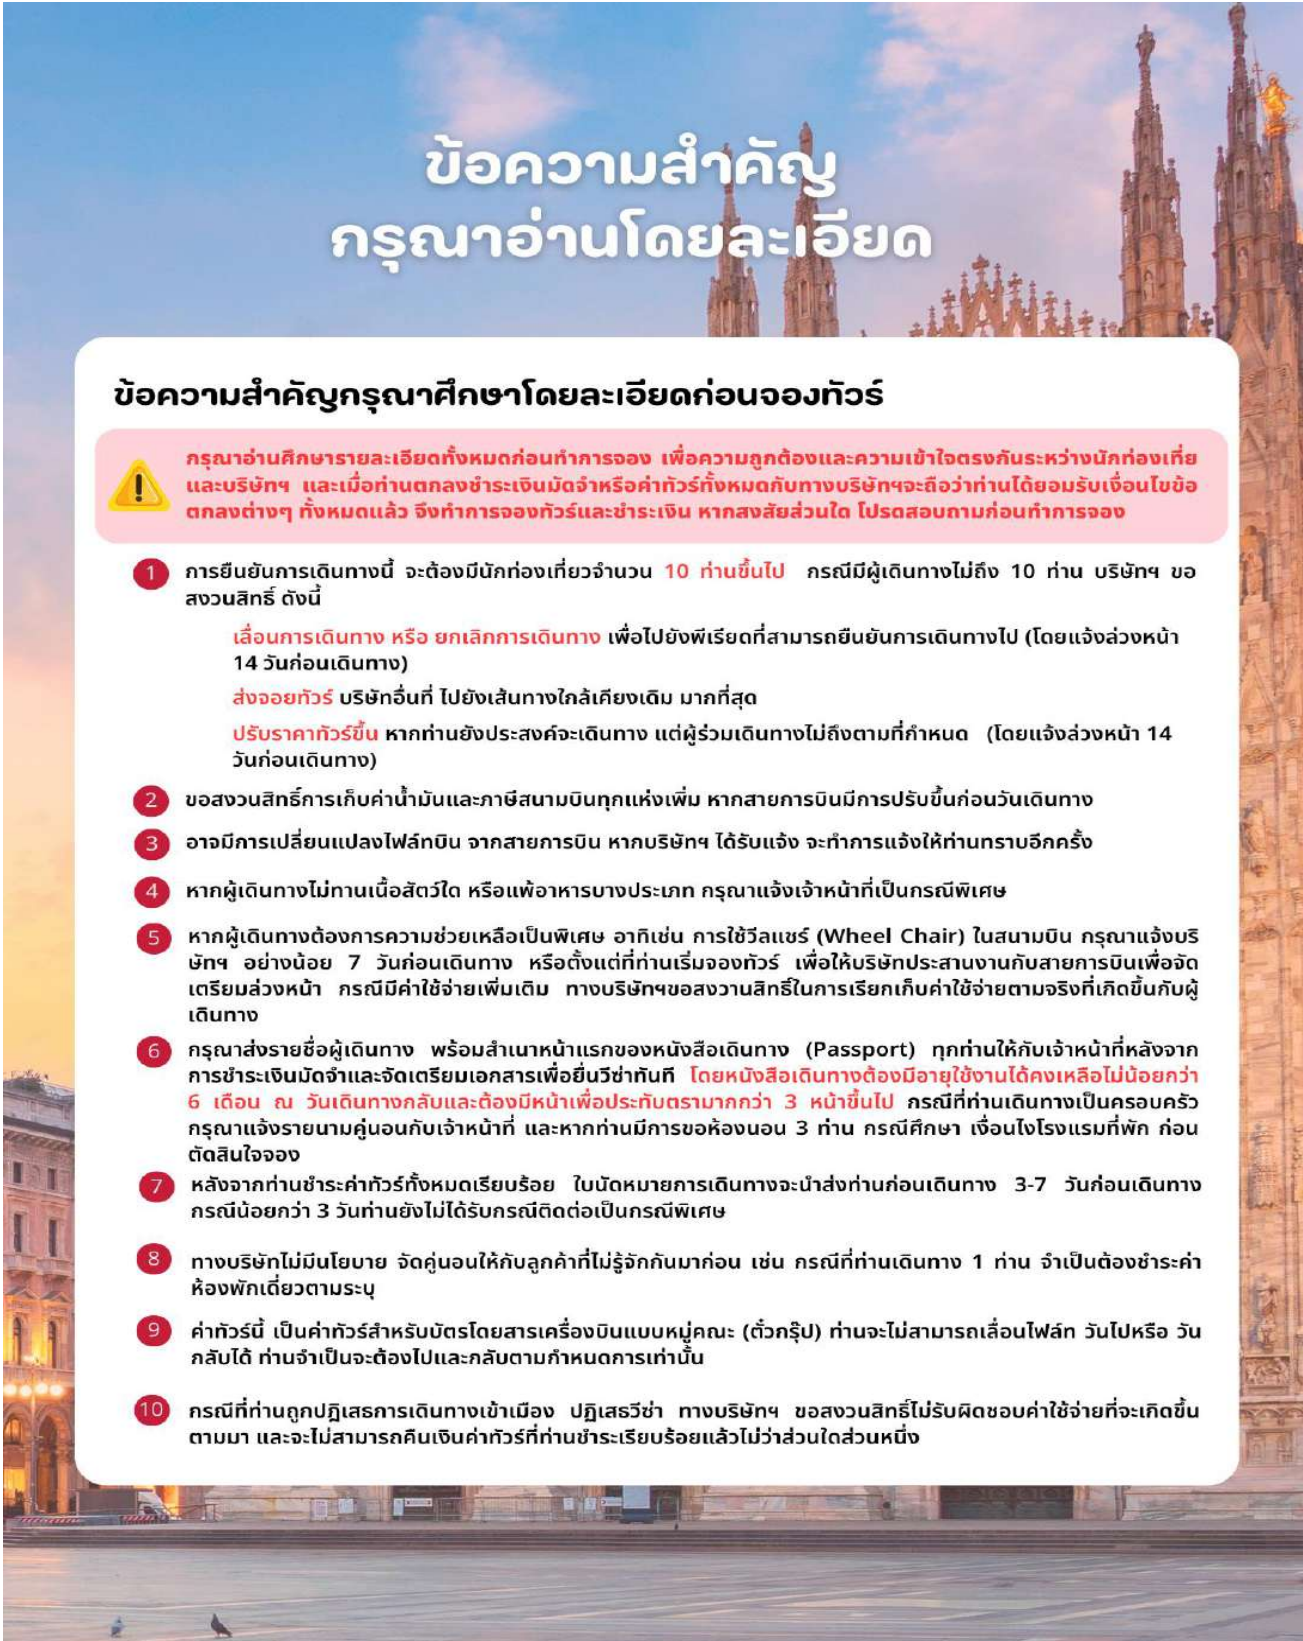 ข้อความสำคัญ
กรุณาอ่านโดยละเอียด
ข้อความสำคัญกรุณาศึกษาโดยละเอียดก่อนจองทัวร์
กรุณาอ่านศึกษารายละเอียดทั้งหมดก่อนทำการจอง เพื่อความถูกต้องและความเข้าใจตรงกันระหว่างนักท่องเที่ย
และบริษัทฯ และเมื่อท่านตกลงชำระเงินมัดจำหรือค่าทัวร์ทั้งหมดกับทางบริษัทฯจะถือว่าท่านได้ยอมรับเงื่อนไขข้อ
ตกลงต่างๆ ทั้งหมดแล้ว จึงทำการจองทัวร์และชำระเงิน หากสงสัยส่วนใด โปรดสอบถามก่อนทำการจอง
1 การยืนยันการเดินทางนี้ จะต้องมีนักท่องเที่ยวจำนวน 10 ท่านขึ้นไป กรณีมีผู้เดินทางไม่ถึง 10 ท่าน บริษัทฯ ขอ
สงวนสิทธิ์ ดังนี้
เลื่อนการเดินทาง หรือ ยกเลิกการเดินทาง เพื่อไปยังพีเรียดที่สามารถยืนยันการเดินทางไป (โดยแจ้งล่วงหน้า
14 วันก่อนเดินทาง)
ส่งจอยทัวร์ บริษัทอื่นที่ ไปยังเส้นทางใกล้เคียงเดิม มากที่สุด
ปรับราคาทัวร์ขึ้น หากท่านยังประสงค์จะเดินทาง แต่ผู้ร่วมเดินทางไม่ถึงตามที่กำหนด (โดยแจ้งล่วงหน้า 14
วันก่อนเดินทาง)
2 ขอสงวนสิทธิ์การเก็บค่าน้ำมันและภาษีสนามบินทุกแห่งเพิ่ม หากสายการบินมีการปรับขึ้นก่อนวันเดินทาง
3 อาจมีการเปลี่ยนแปลงไฟล์ทบิน จากสายการบิน หากบริษัทฯ ได้รับแจ้ง จะทำการแจ้งให้ท่านทราบอีกครั้ง
4 หากผู้เดินทางไม่ทานเนื้อสัตว์ใด หรือแพ้อาหารบางประเภท กรุณาแจ้งเจ้าหน้าที่เป็นกรณีพิเศษ
5 หากผู้เดินทางต้องการความช่วยเหลือเป็นพิเศษ อาทิเช่น การใช้วีลแชร์ (Wheel Chair) ในสนามบิน กรุณาแจ้งบริ
ษัทฯ อย่างน้อย 7 วันก่อนเดินทาง หรือตั้งแต่ที่ท่านเริ่มจองทัวร์ เพื่อให้บริษัทประสานงานกับสายการบินเพื่อจัด
เตรียมล่วงหน้า กรณีมีค่าใช้จ่ายเพิ่มเติม ทางบริษัทฯขอสงวานสิทธิ์ในการเรียกเก็บค่าใช้จ่ายตามจริงที่เกิดขึ้นกับผู้
เดินทาง
6 กรุณาส่งรายชื่อผู้เดินทาง พร้อมสำเนาหน้าแรกของหนังสือเดินทาง (Passport) ทุกท่านให้กับเจ้าหน้าที่หลังจาก
การชำระเงินมัดจำและจัดเตรียมเอกสารเพื่อยื่นวีซ่าทันที โดยหนังสือเดินทางต้องมีอายุใช้งานได้คงเหลือไม่น้อยกว่า
6 เดือน ณ วันเดินทางกลับและต้องมีหน้าเพื่อประทับตรามากกว่า 3 หน้าขึ้นไป กรณีที่ท่านเดินทางเป็นครอบครัว
กรุณาแจ้งรายนามคู่นอนกับเจ้าหน้าที่ และหากท่านมีการขอห้องนอน 3 ท่าน กรณีศึกษา เงื่อนไงโรงแรมที่พัก ก่อน
ตัดสินใจจอง
7 หลังจากท่านชำระค่าทัวร์ทั้งหมดเรียบร้อย ใบนัดหมายการเดินทางจะนำส่งท่านก่อนเดินทาง 3-7 วันก่อนเดินทาง
กรณีน้อยกว่า 3 วันท่านยังไม่ได้รับกรณีติดต่อเป็นกรณีพิเศษ
8 ทางบริษัทไม่มีนโยบาย จัดคู่นอนให้กับลูกค้าที่ไม่รู้จักกันมาก่อน เช่น กรณีที่ท่านเดินทาง 1 ท่าน จำเป็นต้องชำระค่า
ห้องพักเดี่ยวตามระบุ
9 ค่าทัวร์นี้ เป็นค่าทัวร์สำหรับบัตรโดยสารเครื่องบินแบบหมู่คณะ (ตั๋วกรุ๊ป) ท่านจะไม่สามารถเลื่อนไฟล์ท วันไปหรือ วัน
กลับได้ ท่านจำเป็นจะต้องไปและกลับตามกำหนดการเท่านั้น
10 กรณีที่ท่านถูกปฎิเสธการเดินทางเข้าเมือง ปฏิเสธวีซ่า ทางบริษัทฯ ขอสงวนสิทธิ์ไม่รับผิดชอบค่าใช้จ่ายที่จะเกิดขึ้น
ตามมา และจะไม่สามารถคืนเงินค่าทัวร์ที่ท่านชำระเรียบร้อยแล้วไม่ว่าส่วนใดส่วนหนึ่ง